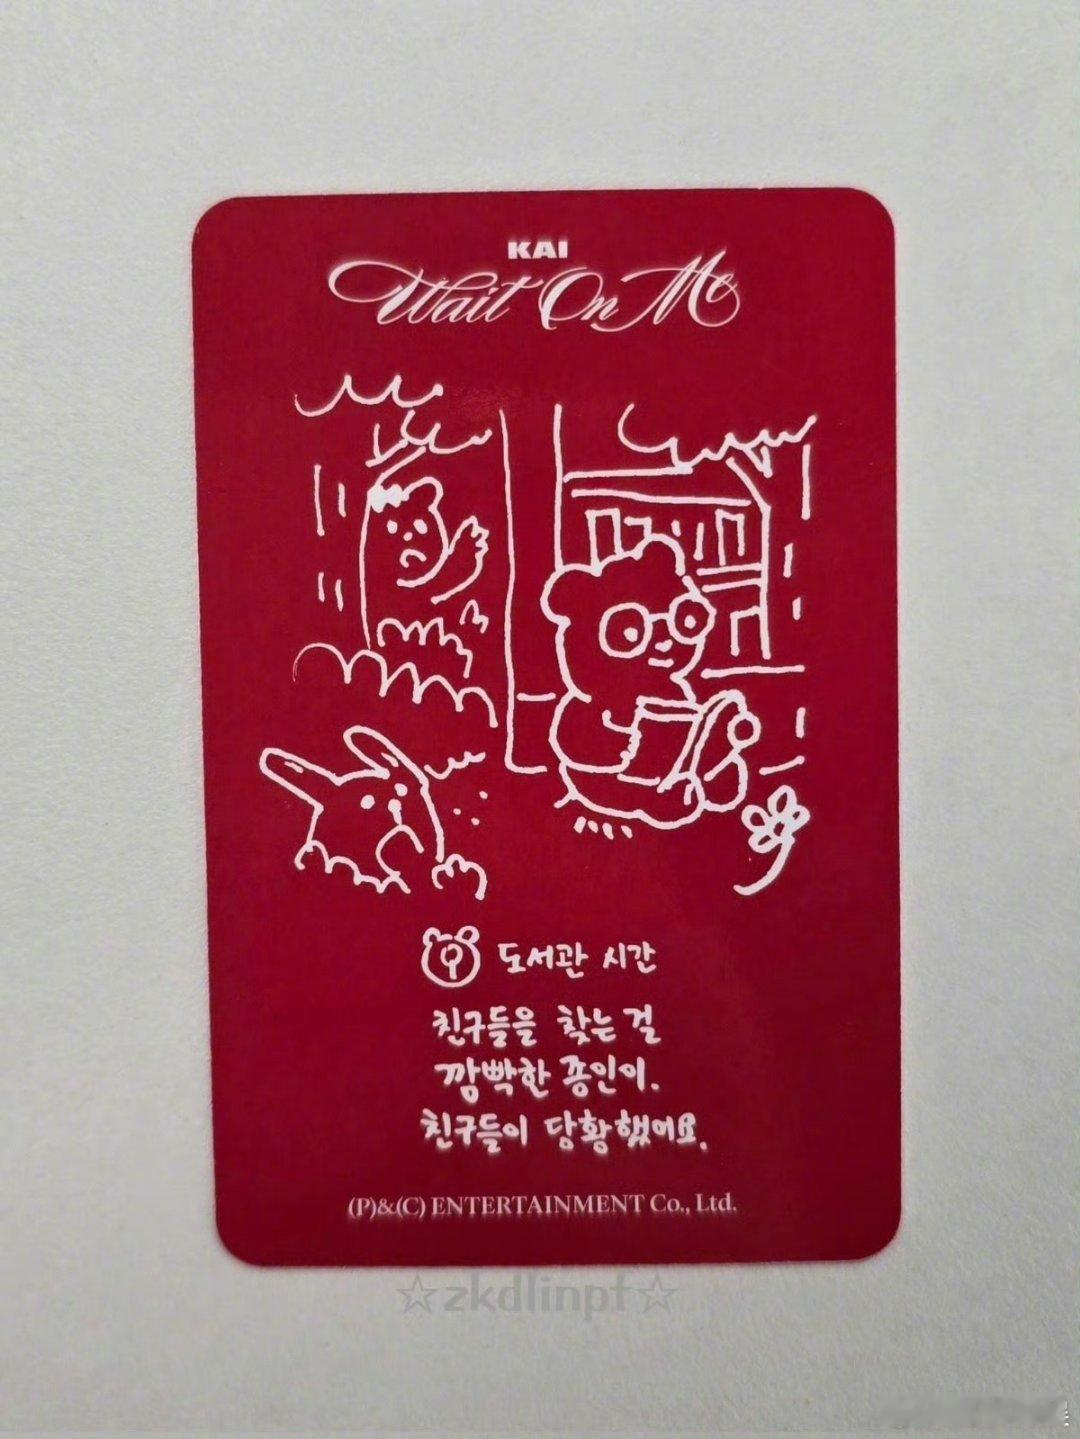 KAI
Wait On Me
도서관 시간
친구들을 찾는 걸
깜빡한 종인이.
친구들이 당황했어요.
(P)&(C) ENTERTAINMENT Co., Ltd.
☆zkdlinpf☆